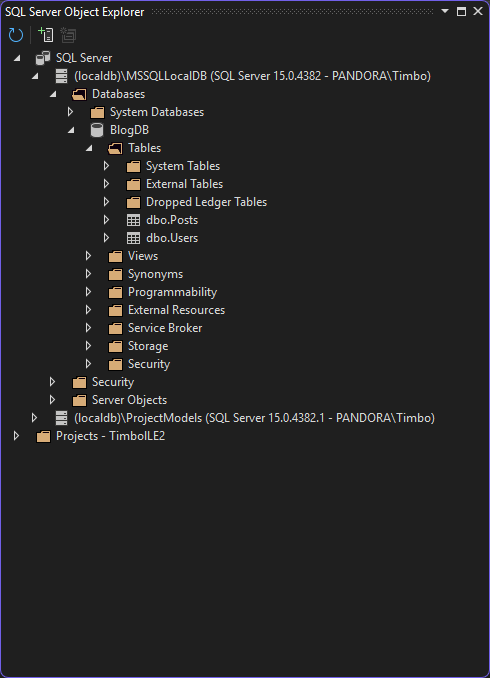 SQL Server Object Explorer
SQL Server
(localdb)\MSSQLLocalDB (SQL Server 15.0.4382 - PANDORA\Timbo)
Databases
System Databases
BlogDB
Tables
System Tables
External Tables
Dropped Ledger Tables
dbo.Posts
dbo.Users
Views
Synonyms
Programmability
External Resources
Service Broker
Storage
Security
Security
Server Objects
(localdb)\ProjectModels (SQL Server 15.0.4382.1 - PANDORA\Timbo)
Projects - TimboILE2